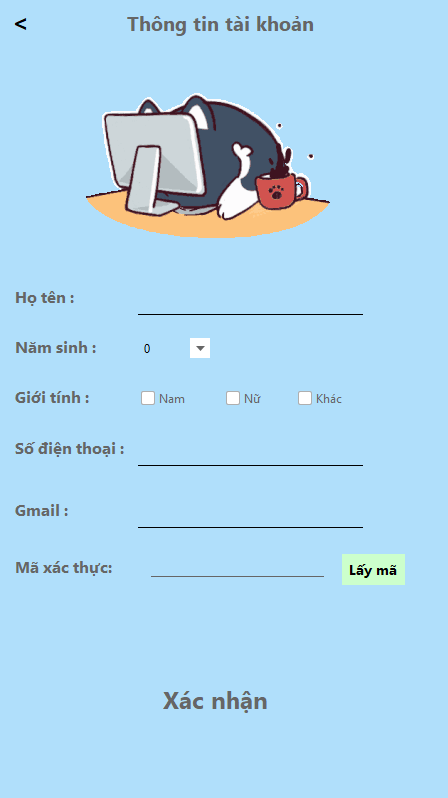 < Thông tin tài khoản
Họ tên :
Năm sinh : 0
Giới tính : Nam Nữ Khác
Số điện thoại :
Gmail :
Mã xác thực: Lấy mã
Xác nhận